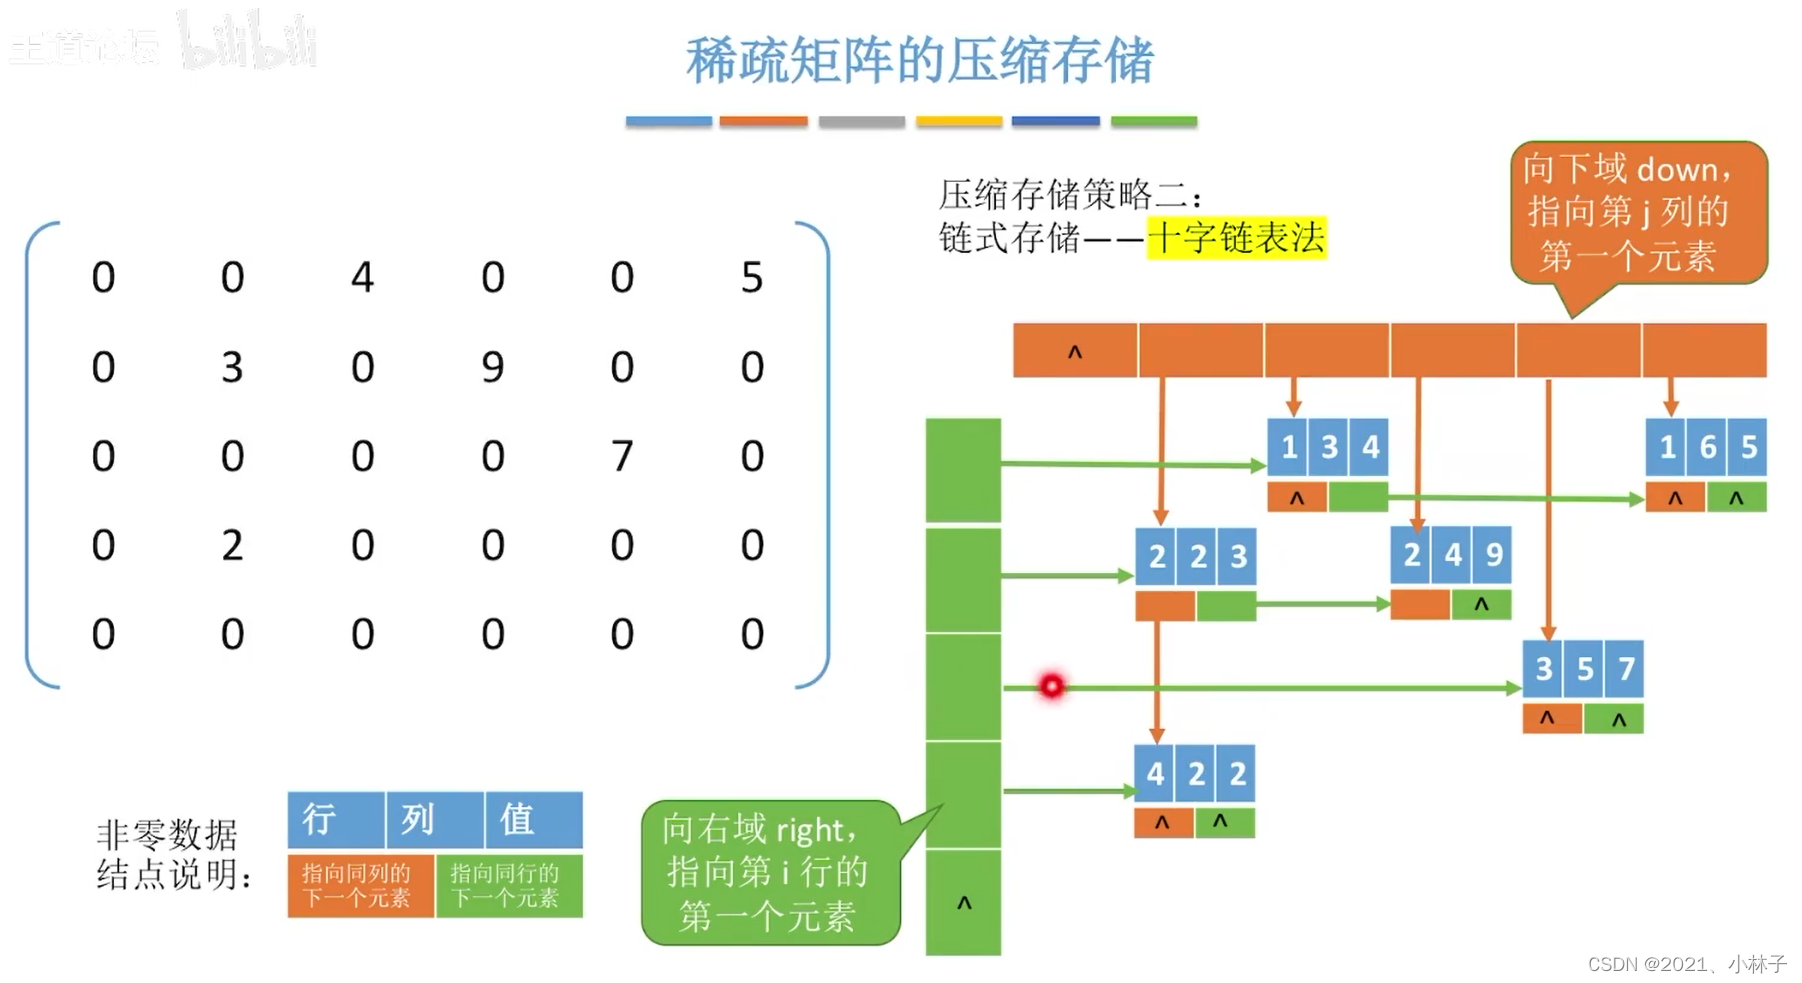 王道论坛 bilibili
稀疏矩阵的压缩存储
压缩存储策略二：
链式存储——十字链表法
向下域 down，
指向第 j 列的
第一个元素
0 0 4 0 0 5
0 3 0 9 0 0
0 0 0 0 7 0
0 2 0 0 0 0
0 0 0 0 0 0
^
1 3 4
1 6 5
^
^ ^
2 2 3
2 4 9
^
3 5 7
^ ^
4 2 2
^ ^
^
非零数据
结点说明：
行 列 值
指向同列的
下一个元素
指向同行的
下一个元素
向右域 right，
指向第 i 行的
第一个元素
CSDN @2021、小林子